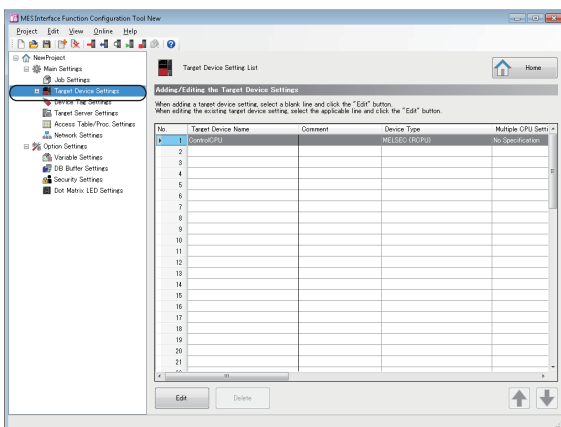 MES Interface Function Configuration Tool New
Project Edit View Online Help
NewProject
Main Settings
Job Settings
Target Device Settings
Device Tag Settings
Target Server Settings
Access Table/Proc. Settings
Network Settings
Option Settings
Variable Settings
DB Buffer Settings
Security Settings
Dot Matrix LED Settings
Target Device Setting List
Home
Adding/Editing the Target Device Settings
When adding a target device setting, select a blank line and click the "Edit" button.
When editing the existing target device setting, select the applicable line and click the "Edit" button.
No. Target Device Name Comment Device Type Multiple CPU Setti
1 ControlCPU MELSEC (RCPU) No Specification
2
3
4
5
6
7
8
9
10
11
12
13
14
15
16
17
18
19
20
21
Edit Delete